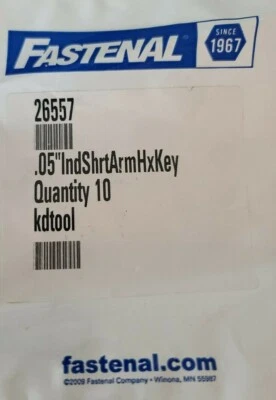 FASTENAL
SINCE
1967
26557
.05"IndShrtArmHxKey
Quantity 10
kdtool
fastenal.com
©2009 Fastenal Company • Winona, MN 55987